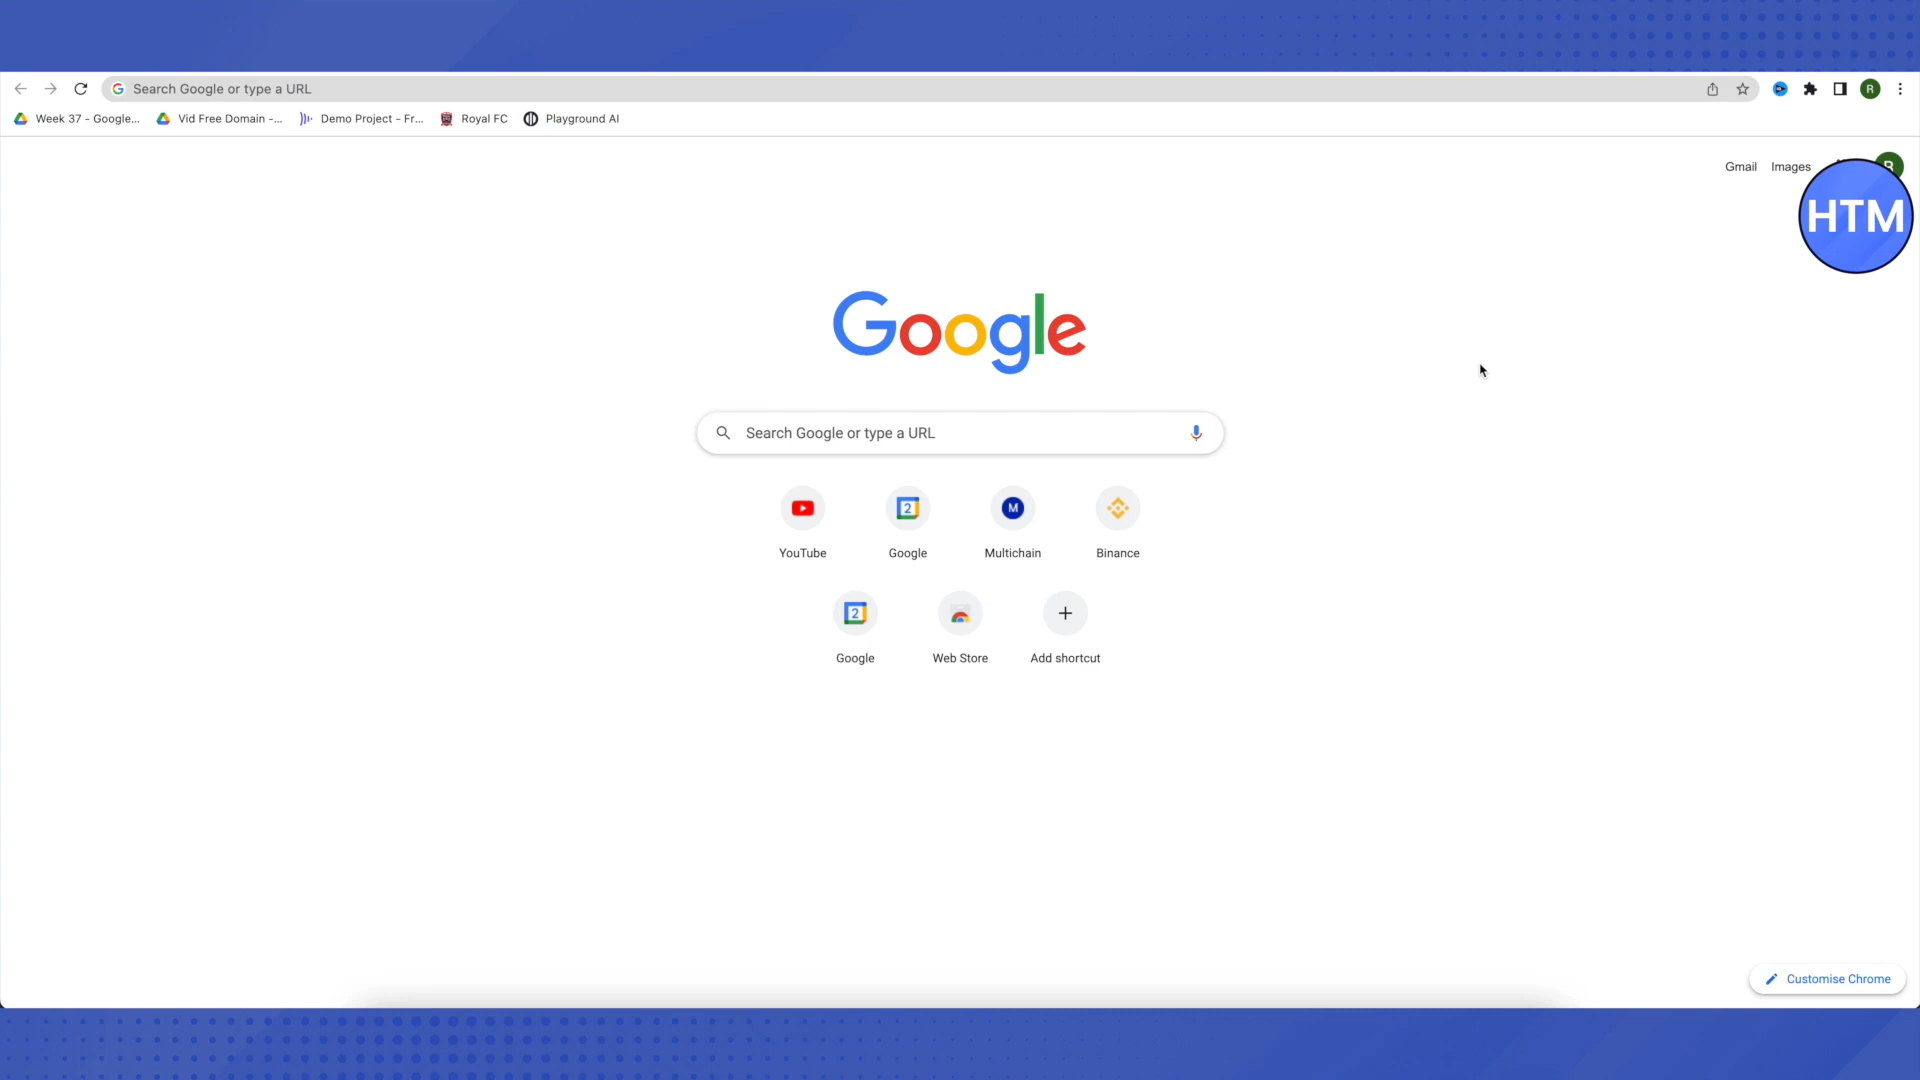 Search Google or type a URL
R
Week 37 - Google...
Vid Free Domain -...
Demo Project - Fr...
Royal FC
Playground AI
Gmail
Images
R
HTM
Google
Search Google or type a URL
2
M
YouTube
Google
Multichain
Binance
2
Google
Web Store
Add shortcut
Customise Chrome